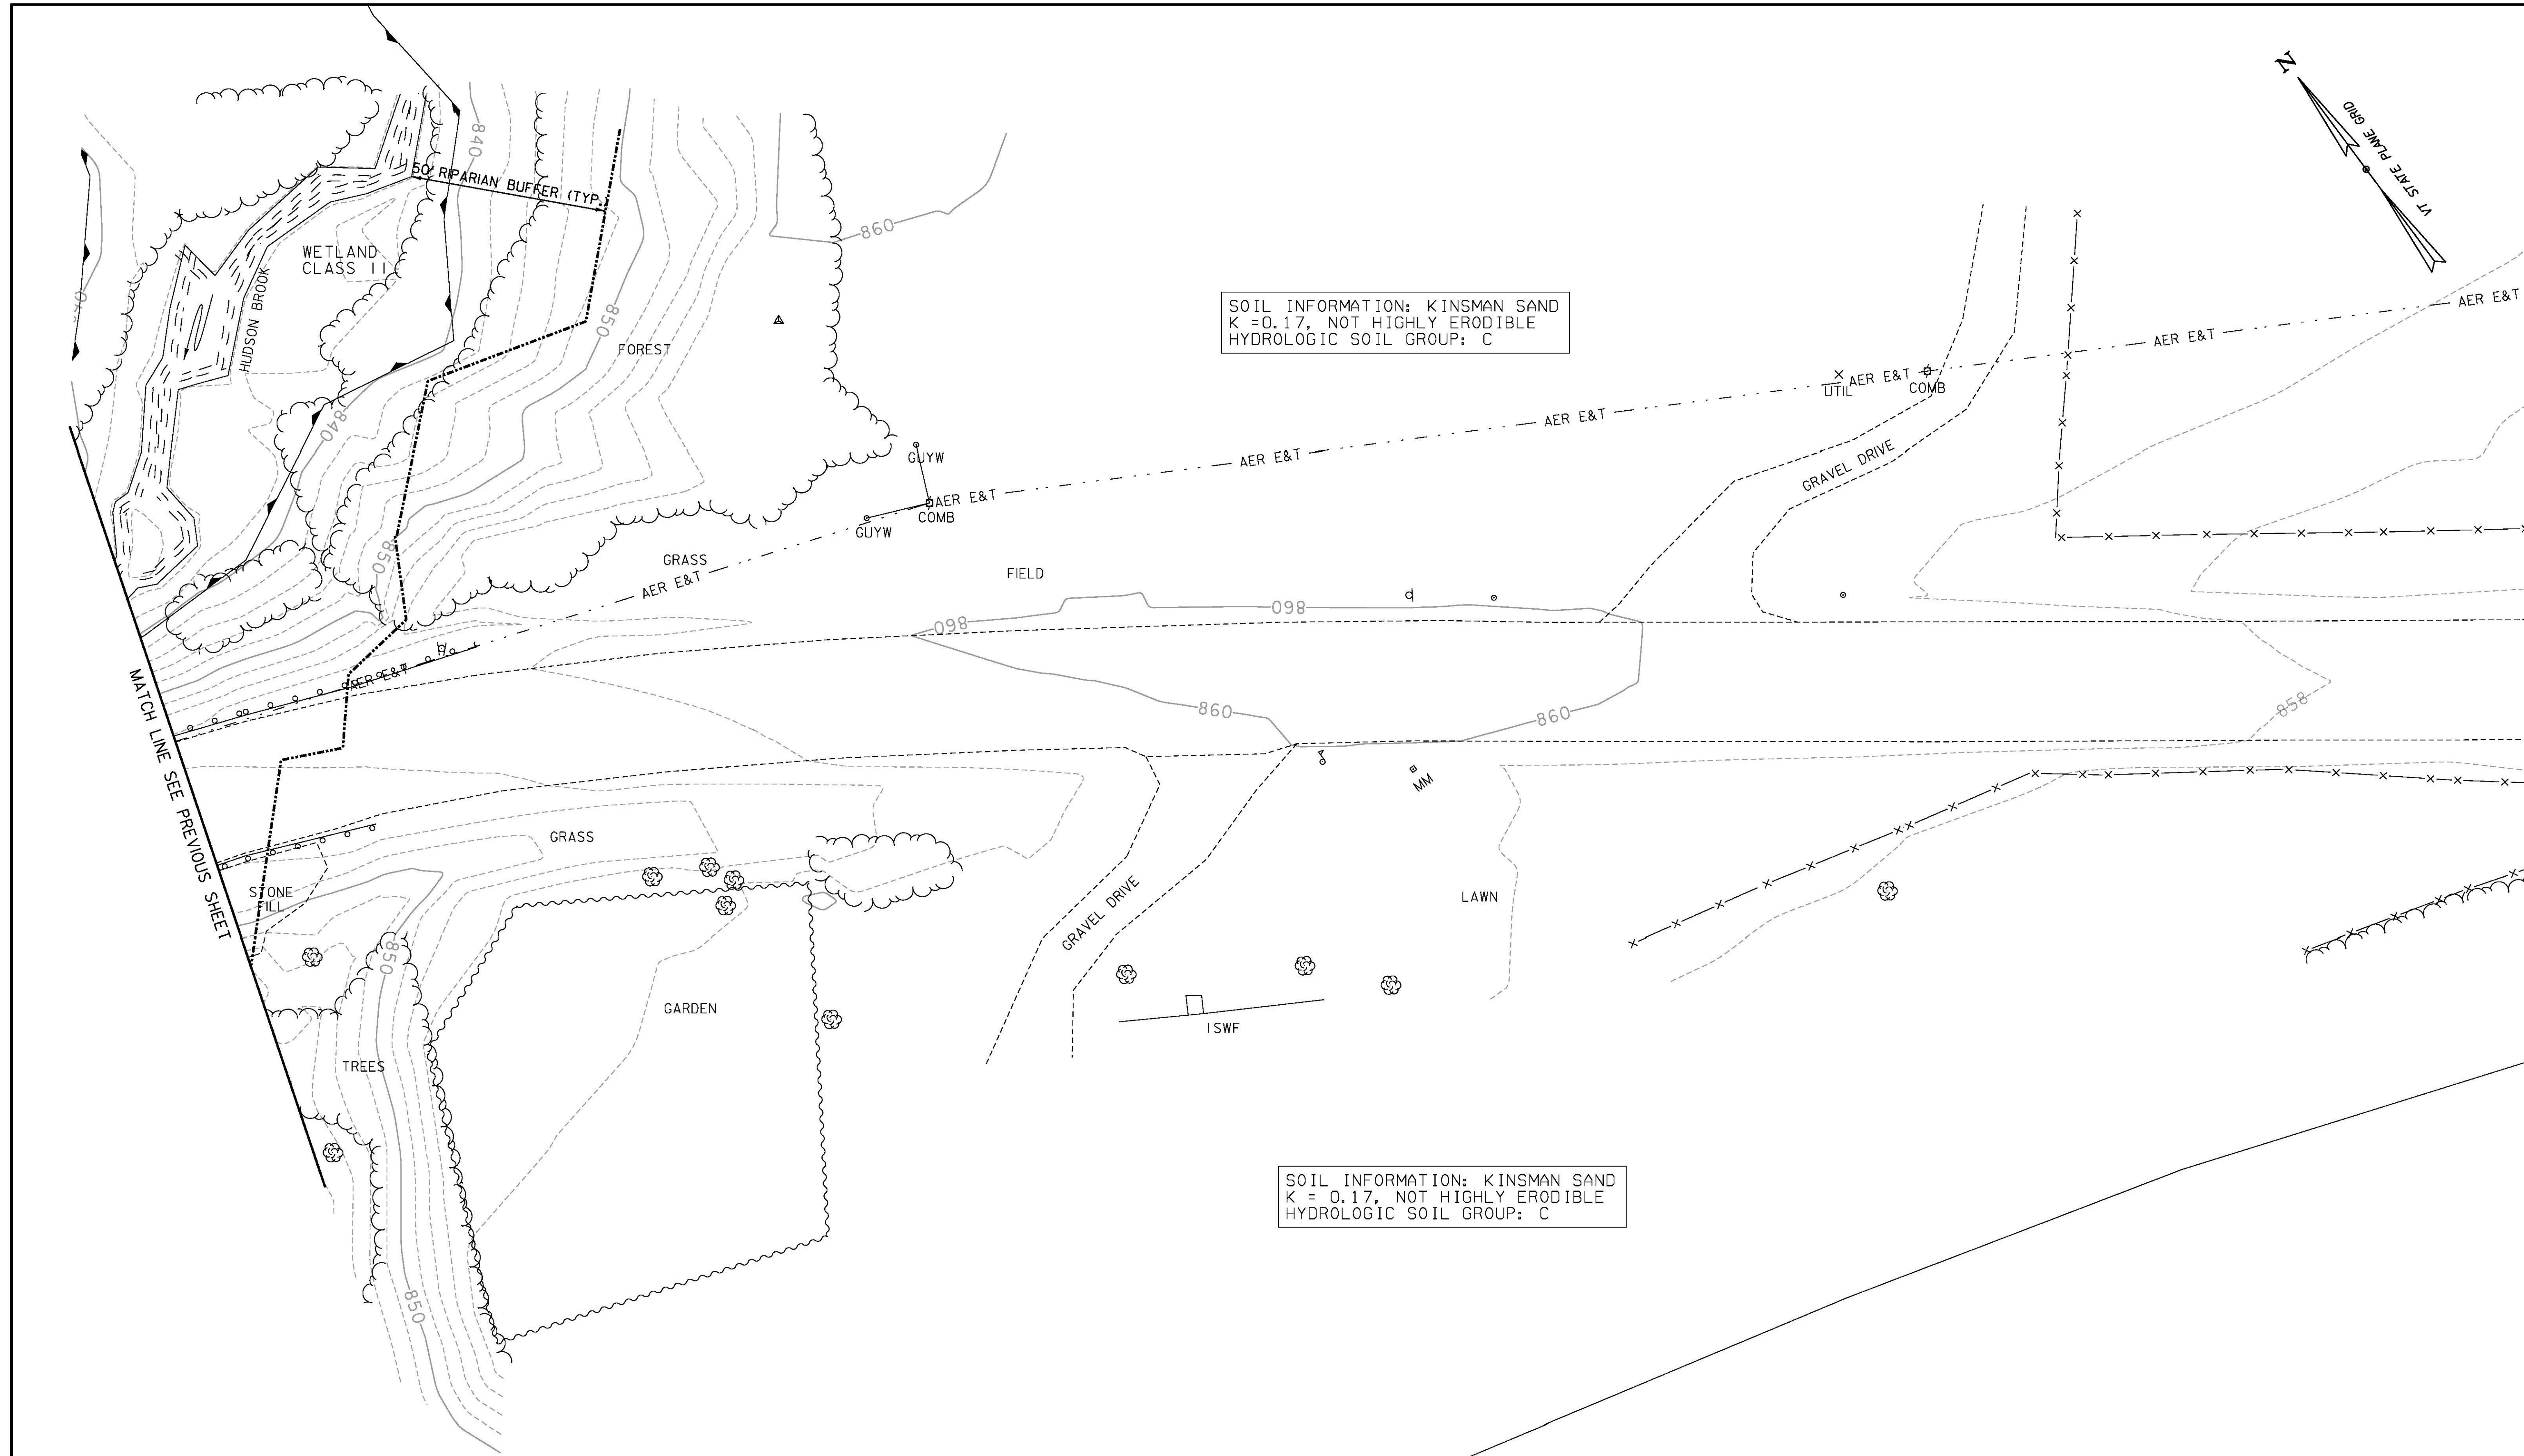 N
VT STATE PLANE GRID
840
50' RIPARIAN BUFFER (TYP.)
WETLAND
CLASS II
HUDSON BROOK
860
850
FOREST
SOIL INFORMATION: KINSMAN SAND
K =0.17, NOT HIGHLY ERODIBLE
HYDROLOGIC SOIL GROUP: C
AER E&T
AER E&T
AER E&T
UTIL
COMB
840
AER E&T
AER E&T
GUYW
AER E&T
COMB
GUYW
GRAVEL DRIVE
850
GRASS
AER E&T
FIELD
860
860
AER E&T
MATCH LINE SEE PREVIOUS SHEET
860
860
858
MM
GRASS
STONE
LAWN
GRAVEL DRIVE
850
GARDEN
1SWF
TREES
SOIL INFORMATION: KINSMAN SAND
K = 0.17, NOT HIGHLY ERODIBLE
HYDROLOGIC SOIL GROUP: C
850